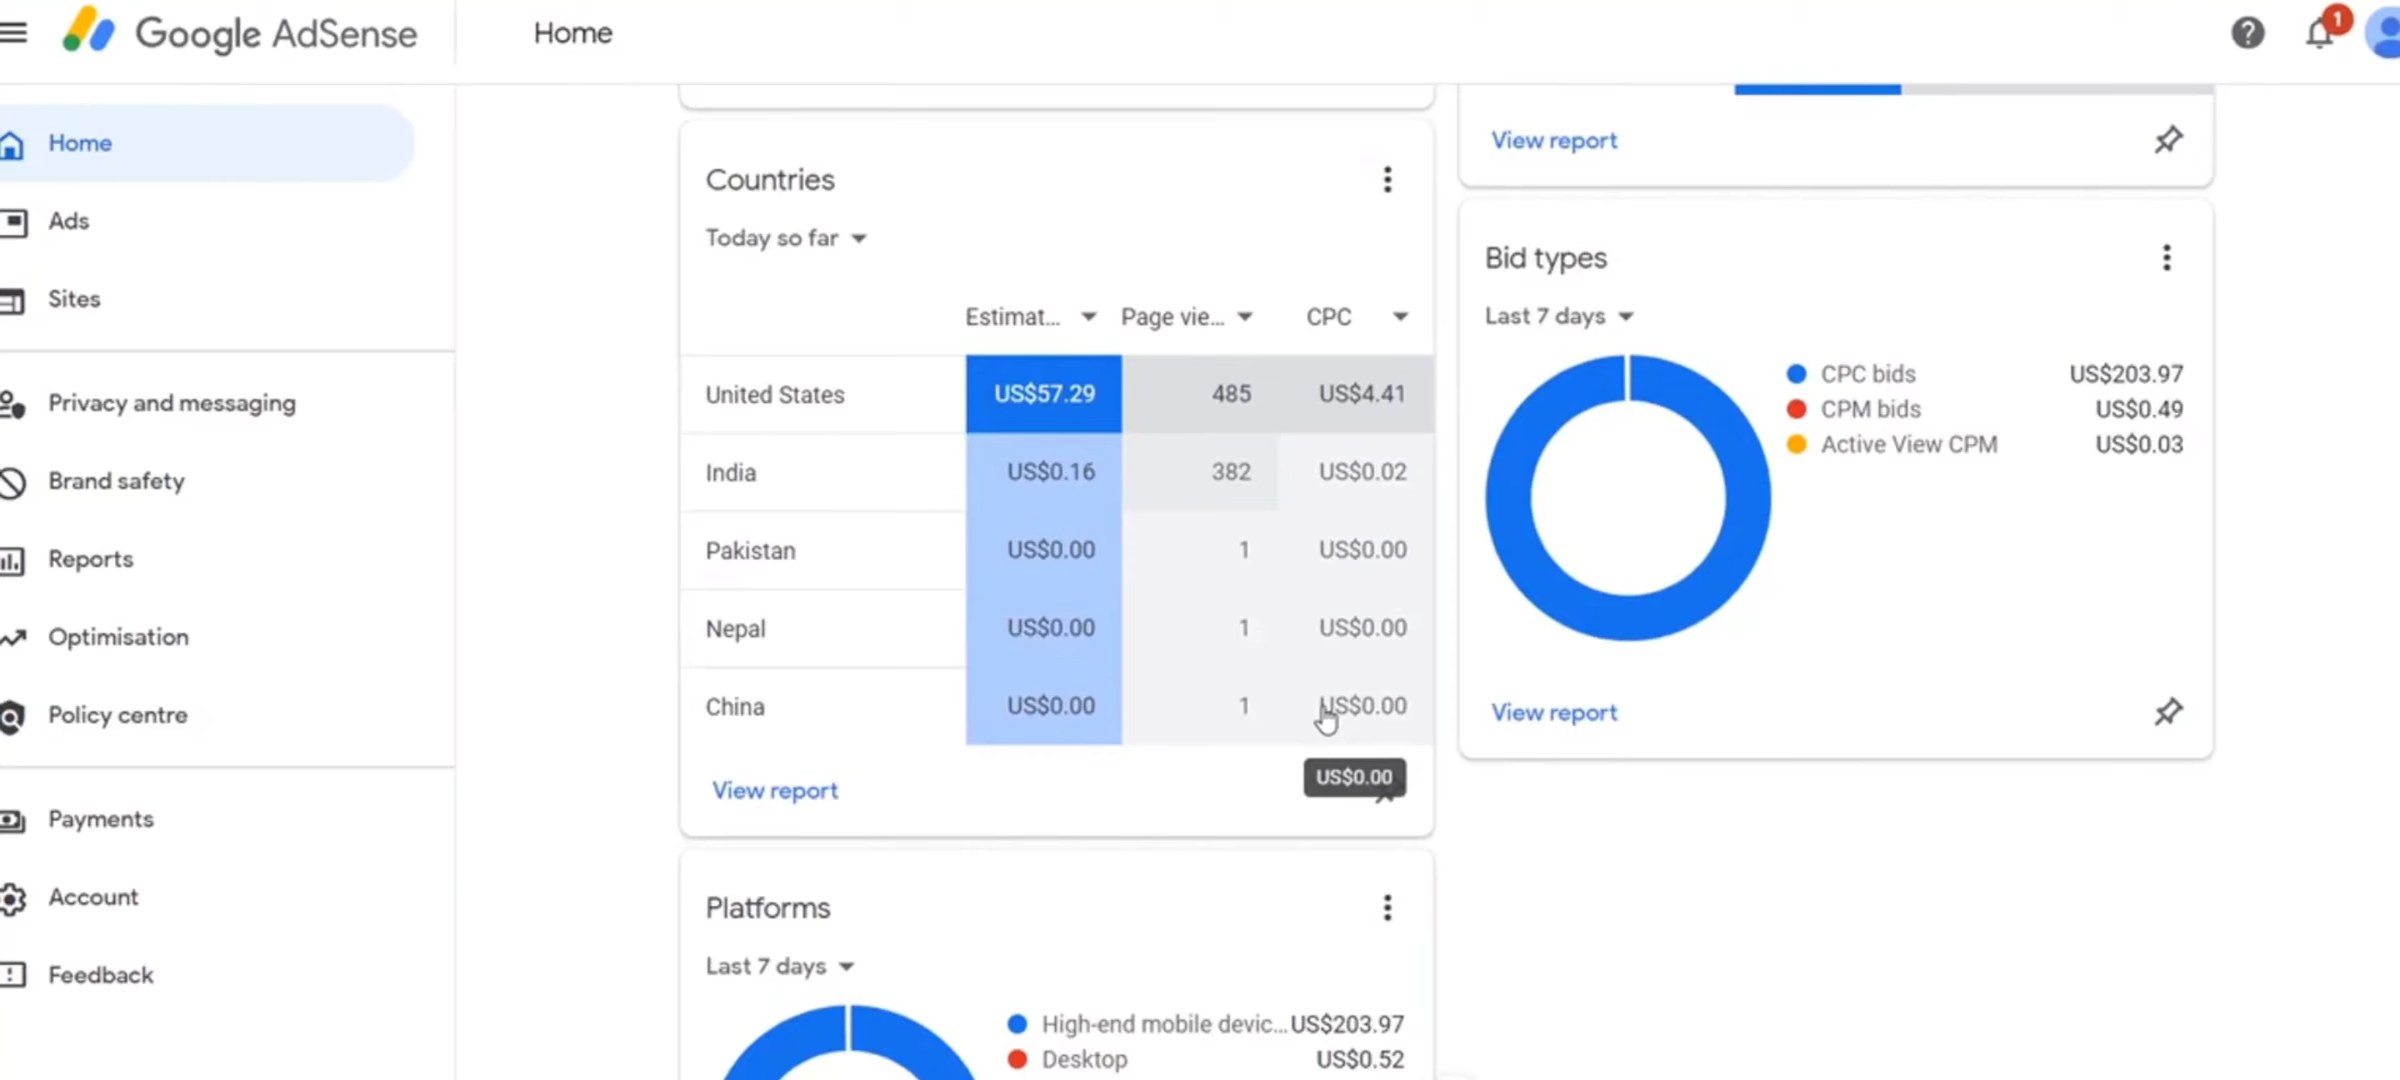 Google AdSense
Home
1
Home
Ads
Sites
Privacy and messaging
Brand safety
Reports
Optimisation
Policy centre
Payments
Account
Feedback
Countries
Today so far
Estimat... Page vie... CPC
United States US$57.29 485 US$4.41
India US$0.16 382 US$0.02
Pakistan US$0.00 1 US$0.00
Nepal US$0.00 1 US$0.00
China US$0.00 1 US$0.00
US$0.00
View report
Platforms
Last 7 days
High-end mobile devic... US$203.97
Desktop US$0.52
View report
Bid types
Last 7 days
CPC bids US$203.97
CPM bids US$0.49
Active View CPM US$0.03
View report